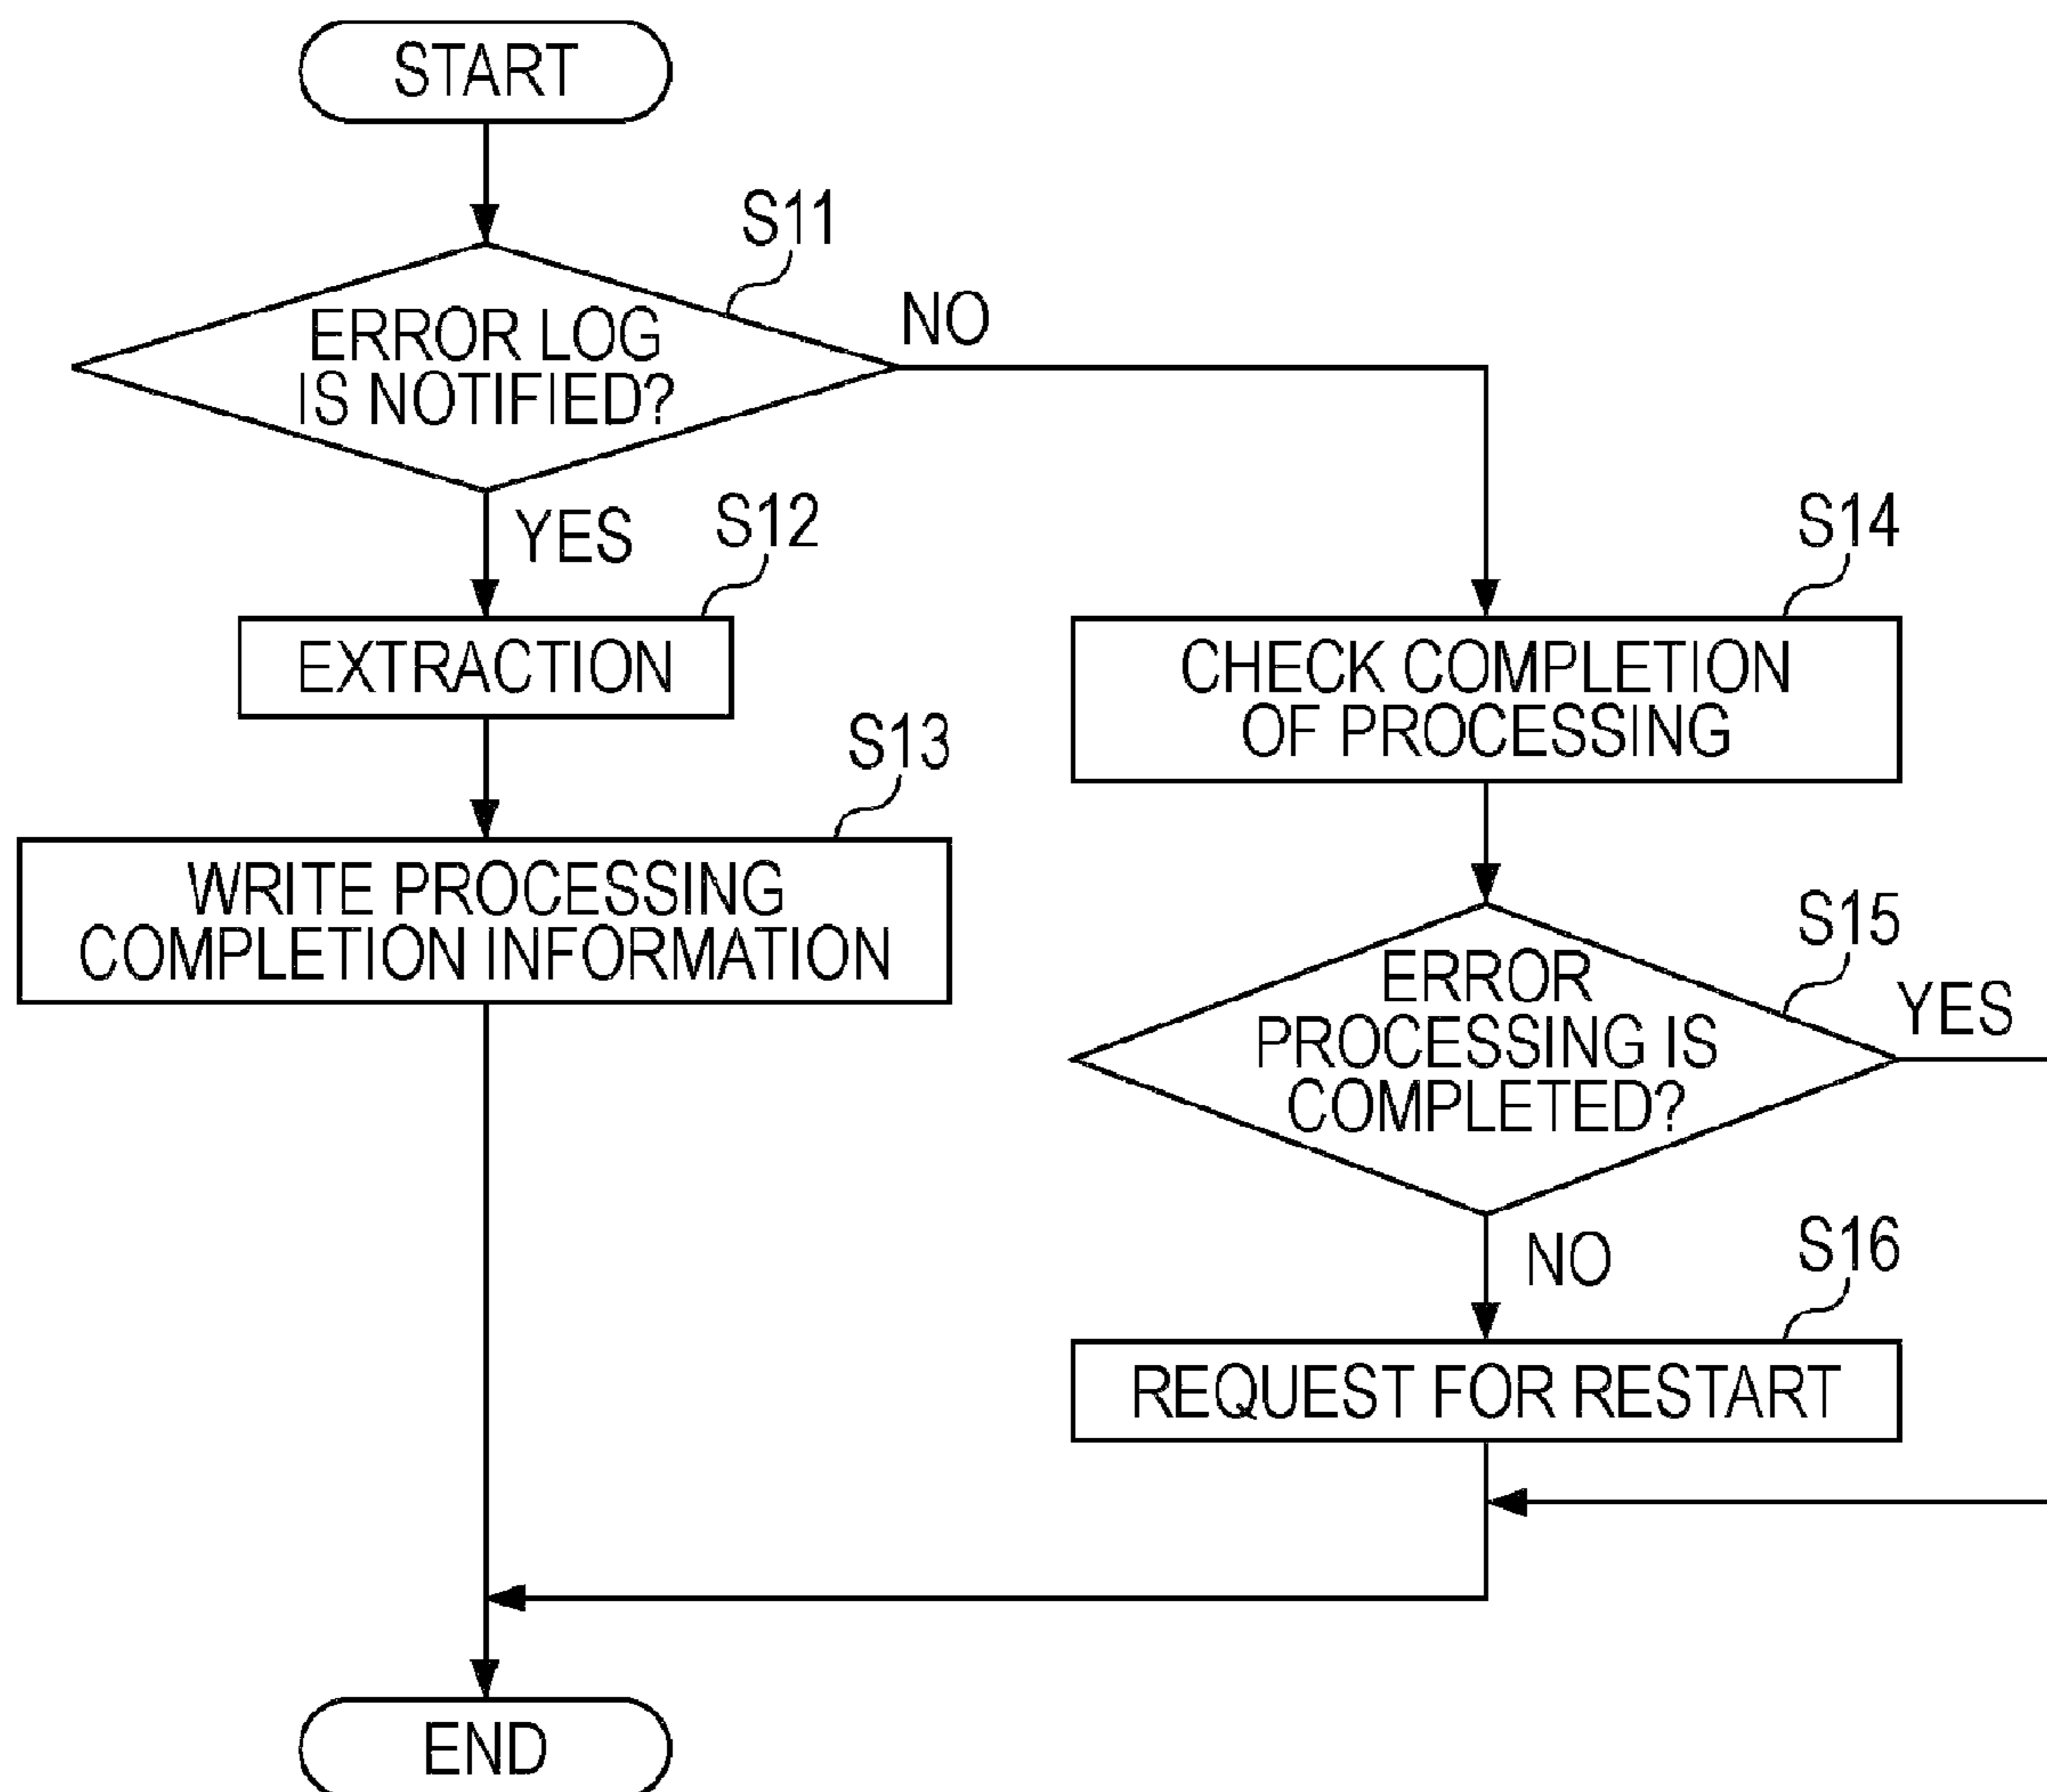 START
S11
ERROR LOG
IS NOTIFIED?
NO
YES
S12
EXTRACTION
S13
WRITE PROCESSING
COMPLETION INFORMATION
S14
CHECK COMPLETION
OF PROCESSING
S15
ERROR
PROCESSING IS
COMPLETED?
YES
NO
S16
REQUEST FOR RESTART
END